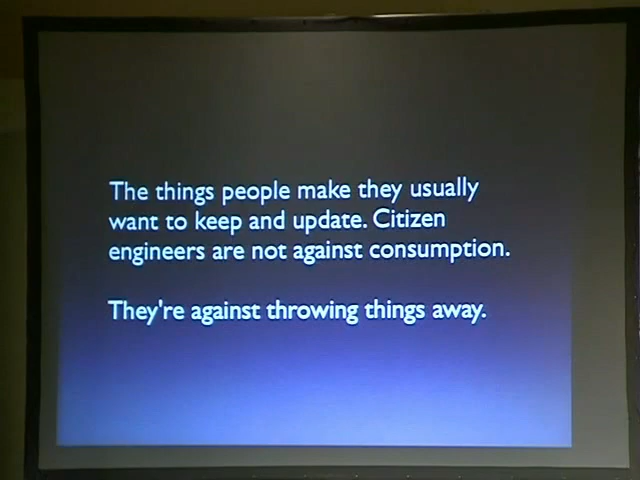 The things people make they usually
want to keep and update. Citizen
engineers are not against consumption.
They're against throwing things away.